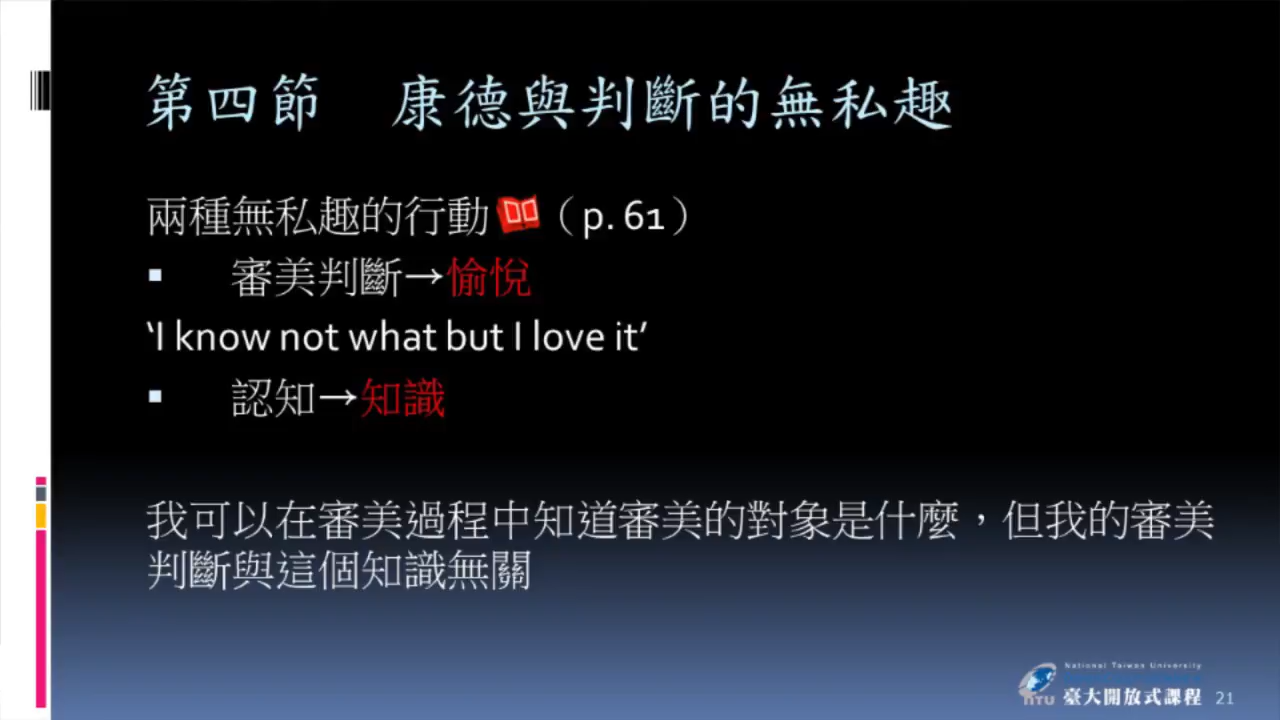 第四節　康德與判斷的無私趣
兩種無私趣的行動（p. 61）
▪ 審美判斷→愉悅
‘I know not what but I love it’
▪ 認知→知識
我可以在審美過程中知道審美的對象是什麼，但我的審美
判斷與這個知識無關
National Taiwan University
NTU 臺大開放式課程 21